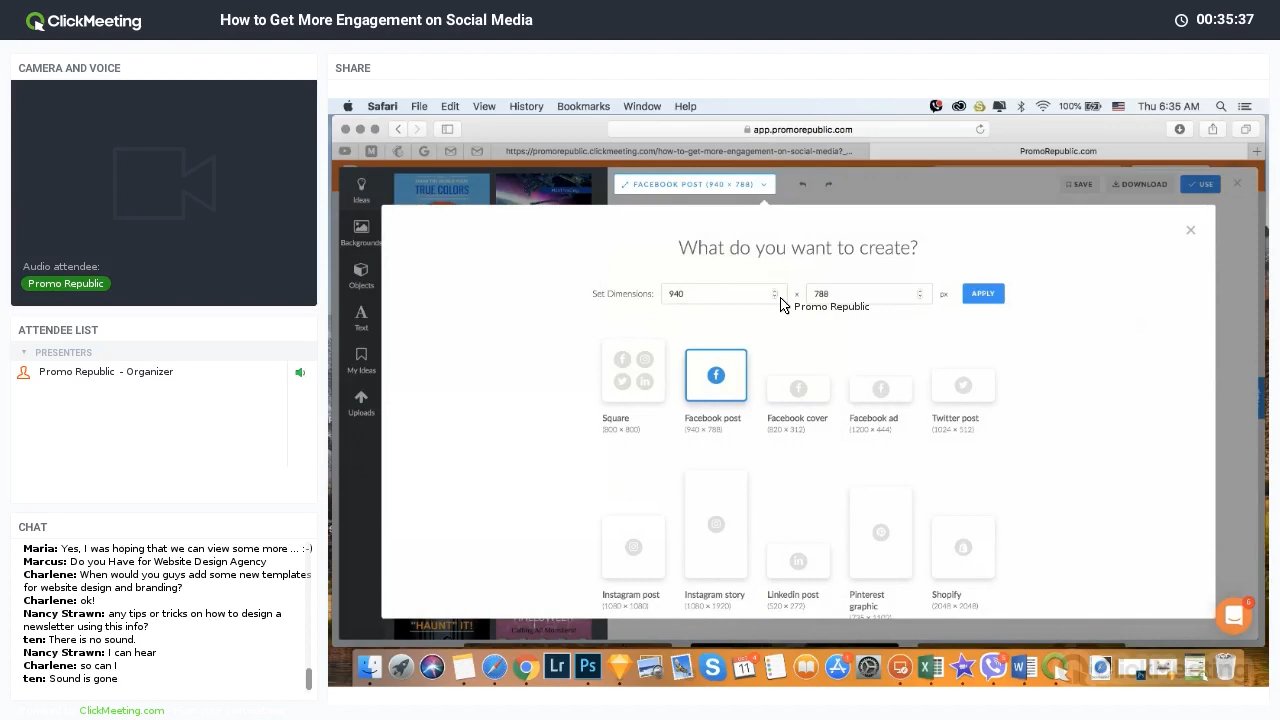 ClickMeeting
How to Get More Engagement on Social Media
00:35:37
CAMERA AND VOICE
Audio attendee:
Promo Republic
ATTENDEE LIST
PRESENTERS
Promo Republic - Organizer
CHAT
Maria: Yes, I was hoping that we can view some more ... :-)
Marcus: Do you Have for Website Design Agency
Charlene: When would you guys add some new templates
for website design and branding?
Charlene: ok!
Nancy Strawn: any tips or tricks on how to design a
newsletter using this info?
ten: There is no sound.
Nancy Strawn: I can hear
Charlene: so can I
ten: Sound is gone
ClickMeeting.com
SHARE
Safari File Edit View History Bookmarks Window Help
100% Thu 6:35 AM
app.promorepublic.com
https://promorepublic.clickmeeting.com/how-to-get-more-engagement-on-social-media?_...
PromoRepublic.com
Ideas
Backgrounds
Objects
Text
My Ideas
Uploads
TRUE COLORS
FACEBOOK POST (940 × 788)
SAVE
DOWNLOAD
USE
What do you want to create?
Set Dimensions: 940 × 788 px APPLY
Promo Republic
Square
(800 × 800)
Facebook post
(940 × 788)
Facebook cover
(820 × 312)
Facebook ad
(1200 × 444)
Twitter post
(1024 × 512)
Instagram post
(1080 × 1080)
Instagram story
(1080 × 1920)
Linkedin post
(520 × 272)
Pinterest
graphic
(735 × 1102)
Shopify
(2048 × 2048)
"HAUNT" IT!
HALLOWEEN
6
Lr
Ps